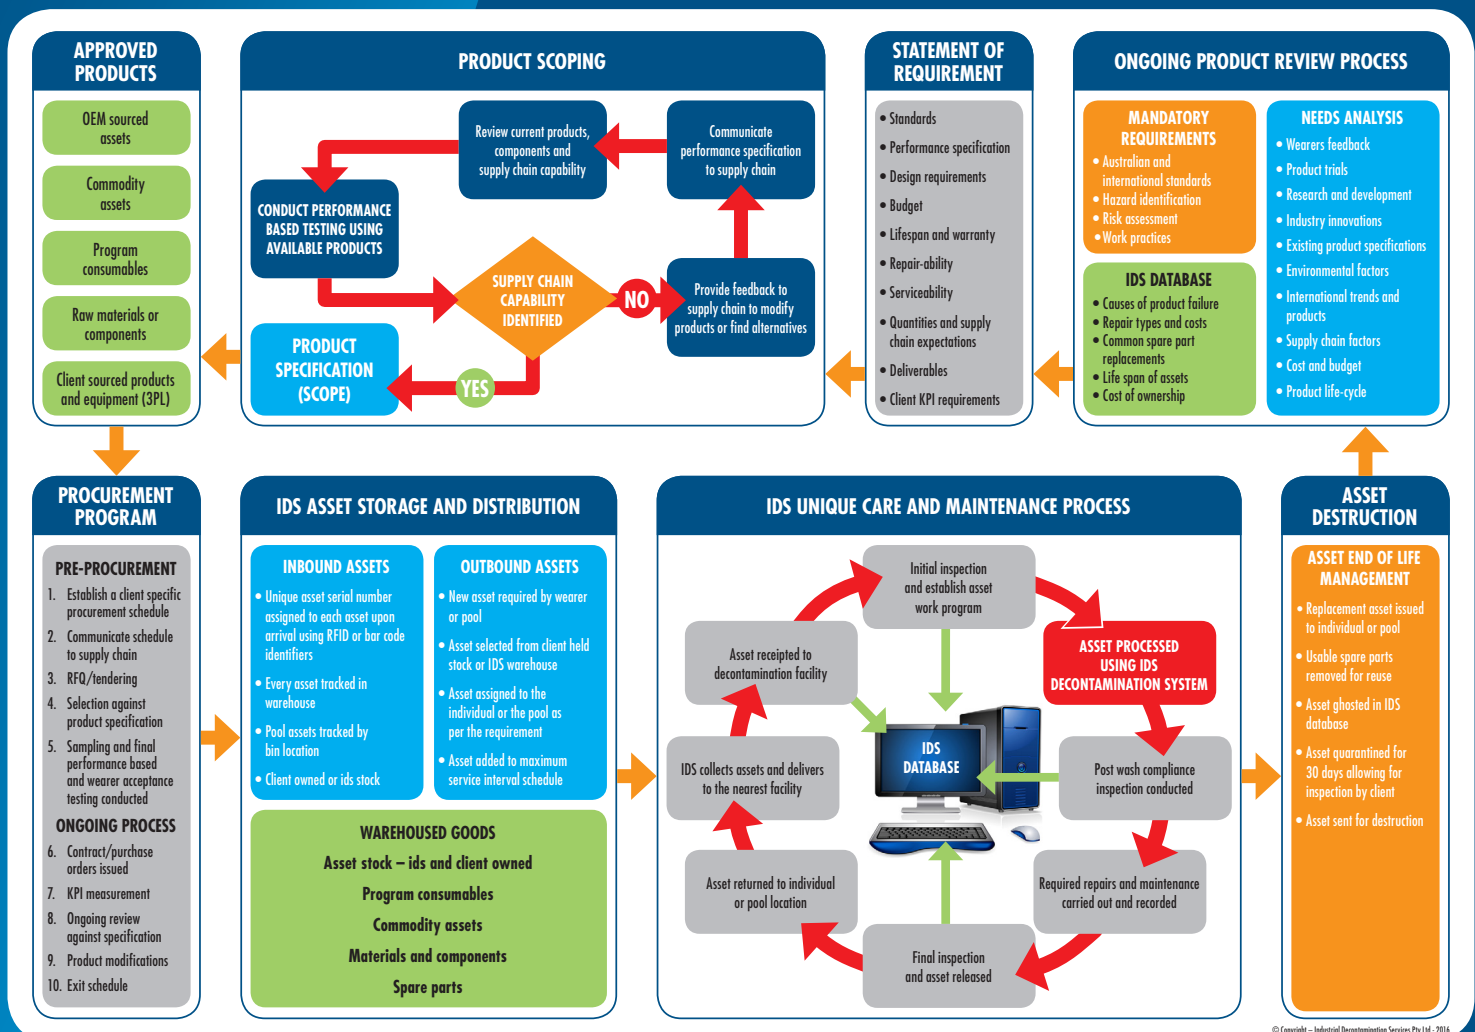 APPROVED
PRODUCTS
OEM sourced
assets
Commodity
assets
Program
consumables
Raw materials or
components
Client sourced products
and equipment (3PL)
PRODUCT SCOPING
Review current products,
components and
supply chain capability
Communicate
performance specification
to supply chain
CONDUCT PERFORMANCE
BASED TESTING USING
AVAILABLE PRODUCTS
SUPPLY CHAIN
CAPABILITY
IDENTIFIED
NO
Provide feedback to
supply chain to modify
products or find alternatives
PRODUCT
SPECIFICATION
(SCOPE)
YES
STATEMENT OF
REQUIREMENT
• Standards
• Performance specification
• Design requirements
• Budget
• Lifespan and warranty
• Repair-ability
• Serviceability
• Quantities and supply
chain expectations
• Deliverables
• Client KPI requirements
ONGOING PRODUCT REVIEW PROCESS
MANDATORY
REQUIREMENTS
• Australian and
international standards
• Hazard identification
• Risk assessment
• Work practices
IDS DATABASE
• Causes of product failure
• Repair types and costs
• Common spare part
replacements
• Life span of assets
• Cost of ownership
NEEDS ANALYSIS
• Wearers feedback
• Product trials
• Research and development
• Industry innovations
• Existing product specifications
• Environmental factors
• International trends and
products
• Supply chain factors
• Cost and budget
• Product life-cycle
PROCUREMENT
PROGRAM
PRE-PROCUREMENT
1. Establish a client specific
procurement schedule
2. Communicate schedule
to supply chain
3. RFQ/tendering
4. Selection against
product specification
5. Sampling and final
performance based
and wearer acceptance
testing conducted
ONGOING PROCESS
6. Contract/purchase
orders issued
7. KPI measurement
8. Ongoing review
against specification
9. Product modifications
10. Exit schedule
IDS ASSET STORAGE AND DISTRIBUTION
INBOUND ASSETS
• Unique asset serial number
assigned to each asset upon
arrival using RFID or bar code
identifiers
• Every asset tracked in
warehouse
• Pool assets tracked by
bin location
• Client owned or ids stock
OUTBOUND ASSETS
• New asset required by wearer
or pool
• Asset selected from client held
stock or IDS warehouse
• Asset assigned to the
individual or the pool as
per the requirement
• Asset added to maximum
service interval schedule
WAREHOUSED GOODS
Asset stock – ids and client owned
Program consumables
Commodity assets
Materials and components
Spare parts
IDS UNIQUE CARE AND MAINTENANCE PROCESS
Initial inspection
and establish asset
work program
ASSET PROCESSED
USING IDS
DECONTAMINATION SYSTEM
Asset receipted to
decontamination facility
IDS
DATABASE
Post wash compliance
inspection conducted
IDS collects assets and delivers
to the nearest facility
Asset returned to individual
or pool location
Required repairs and maintenance
carried out and recorded
Final inspection
and asset released
ASSET
DESTRUCTION
ASSET END OF LIFE
MANAGEMENT
• Replacement asset issued
to individual or pool
• Usable spare parts
removed for reuse
• Asset ghosted in IDS
database
• Asset quarantined for
30 days allowing for
inspection by client
• Asset sent for destruction
© Copyright – Industrial Decontamination Services Pty Ltd - 2016